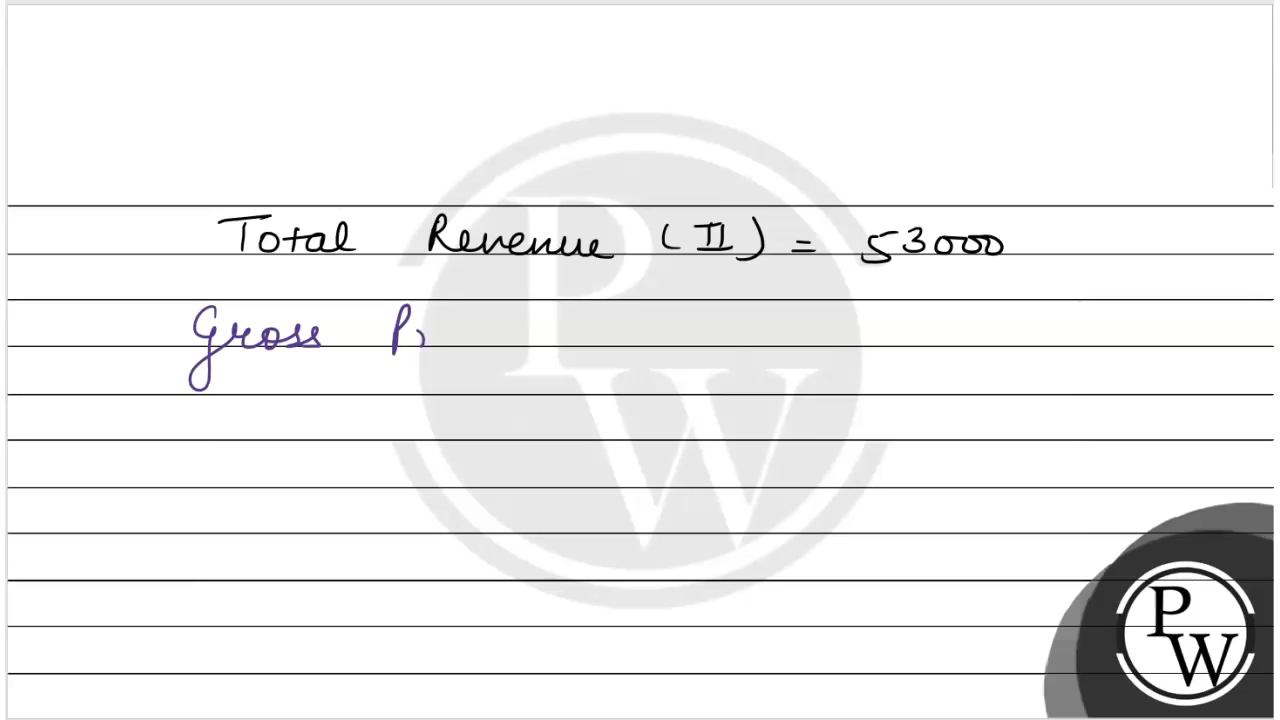 Total Revenue (II) = 53000
Gross
P
W
P
W